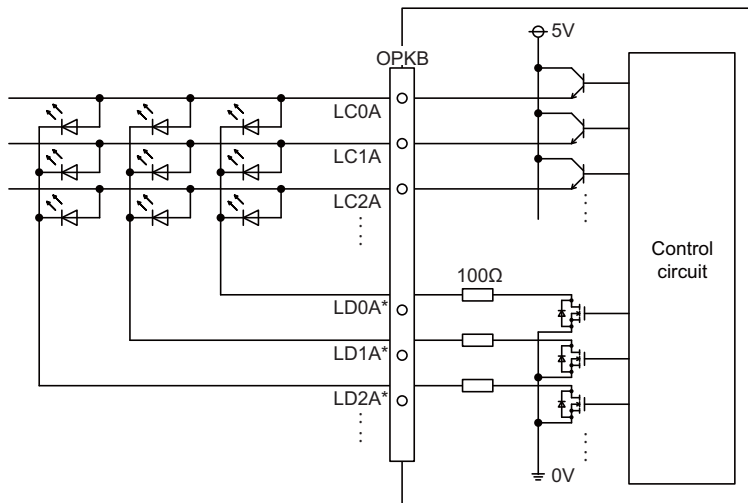 5V
OPKB
LC0A
LC1A
LC2A
Control
circuit
100Ω
LD0A*
LD1A*
LD2A*
0V